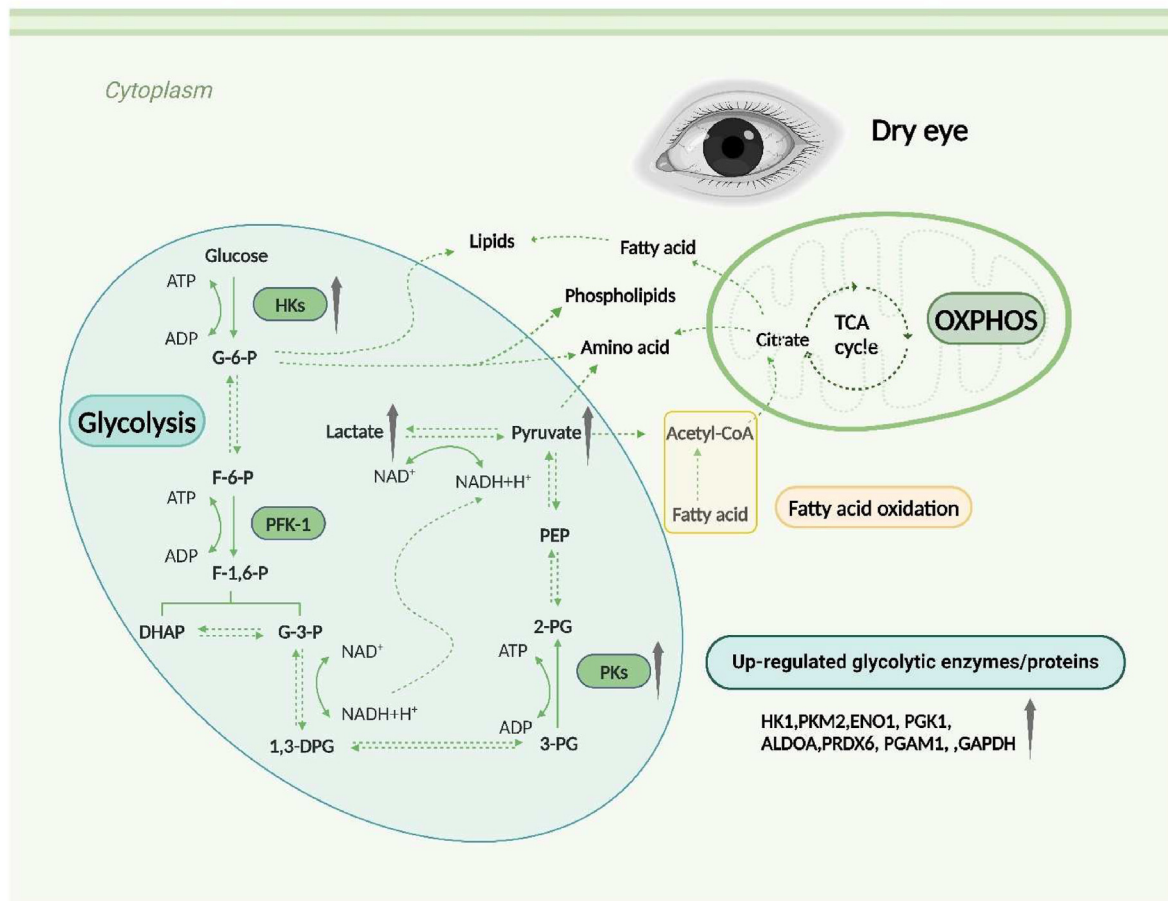 Cytoplasm
Dry eye
Glucose
ATP
HKs
ADP
G-6-P
Glycolysis
F-6-P
ATP
PFK-1
ADP
F-1,6-P
DHAP
G-3-P
NAD⁺
NADH+H⁺
1,3-DPG
Lactate
Pyruvate
NAD⁺
NADH+H⁺
PEP
2-PG
ATP
PKs
ADP
3-PG
Lipids
Fatty acid
Phospholipids
Amino acid
Citrate
TCA
cycle
OXPHOS
Acetyl-CoA
Fatty acid
Fatty acid oxidation
Up-regulated glycolytic enzymes/proteins
HK1,PKM2,ENO1, PGK1,
ALDOA,PRDX6, PGAM1, ,GAPDH